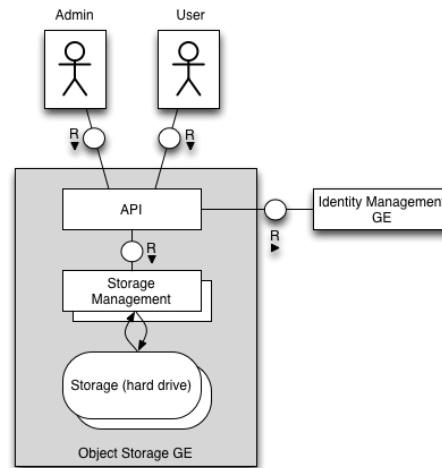 Admin
User
R
R
API
R
Identity Management
GE
R
Storage
Management
Storage (hard drive)
Object Storage GE